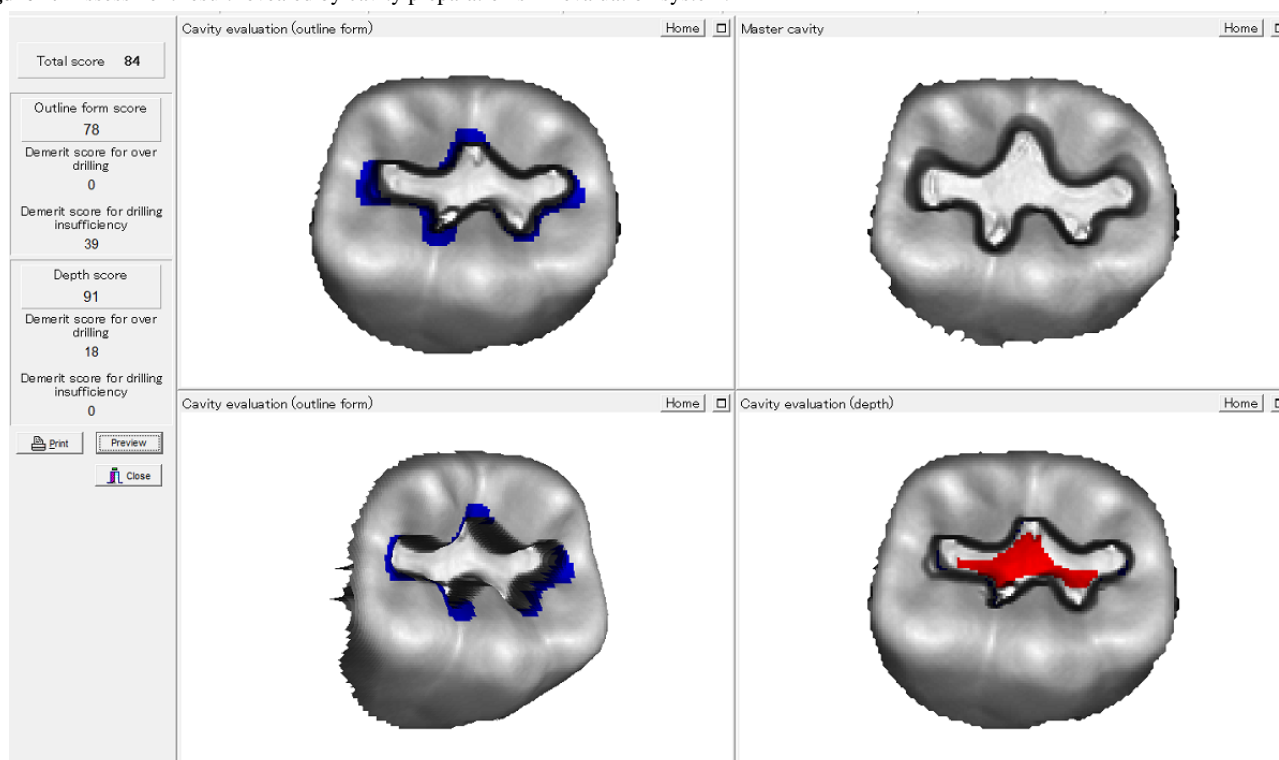 Total score 84
Outline form score
78
Demerit score for over
drilling
0
Demerit score for drilling
insufficiency
39
Depth score
91
Demerit score for over
drilling
18
Demerit score for drilling
insufficiency
0
Print Preview
Close
Cavity evaluation (outline form) Home
Master cavity Home
Cavity evaluation (outline form) Home
Cavity evaluation (depth) Home